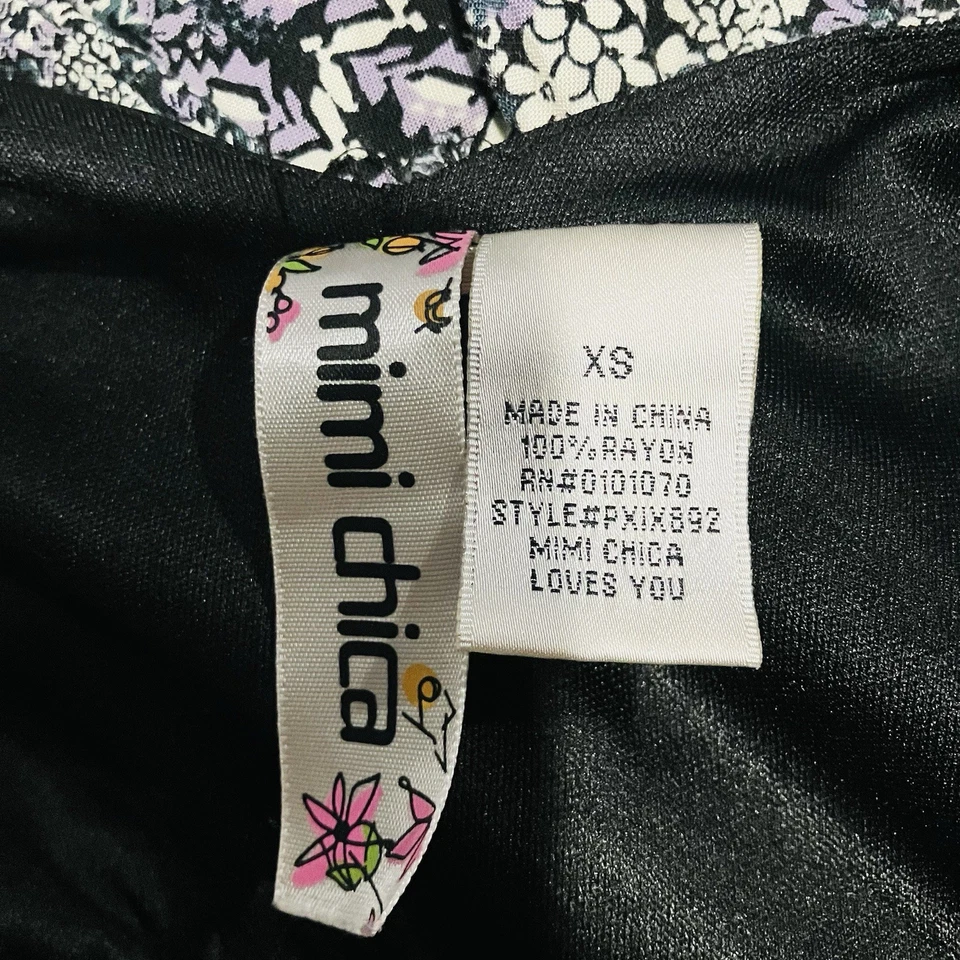 mimi chica
XS
MADE IN CHINA
100% RAYON
RN#0101070
STYLE#PXIX892
MIMI CHICA
LOVES YOU